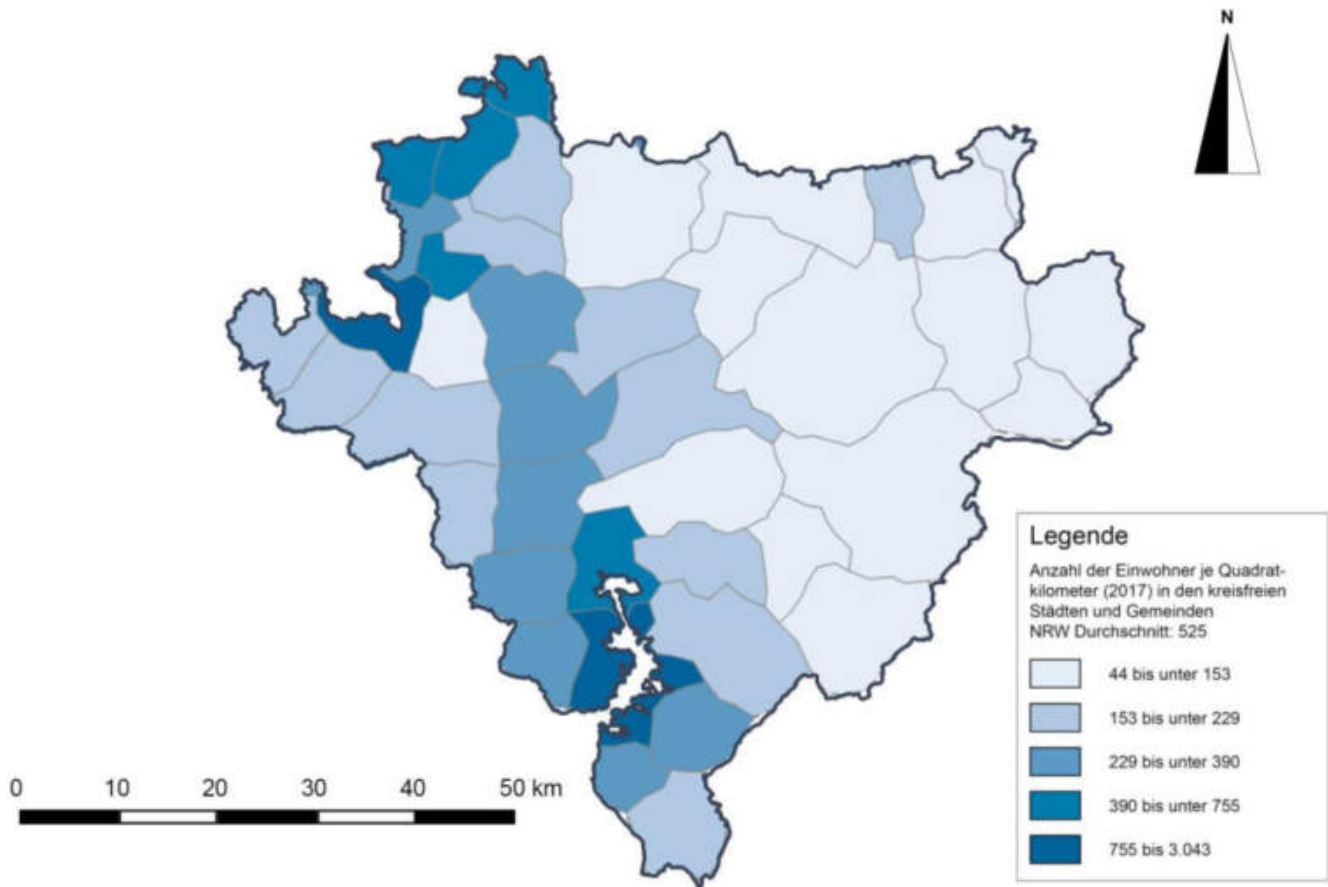 N
0 10 20 30 40 50 km
Legende
Anzahl der Einwohner je Quadrat-
kilometer (2017) in den kreisfreien
Städten und Gemeinden
NRW Durchschnitt: 525
44 bis unter 153
153 bis unter 229
229 bis unter 390
390 bis unter 755
755 bis 3.043